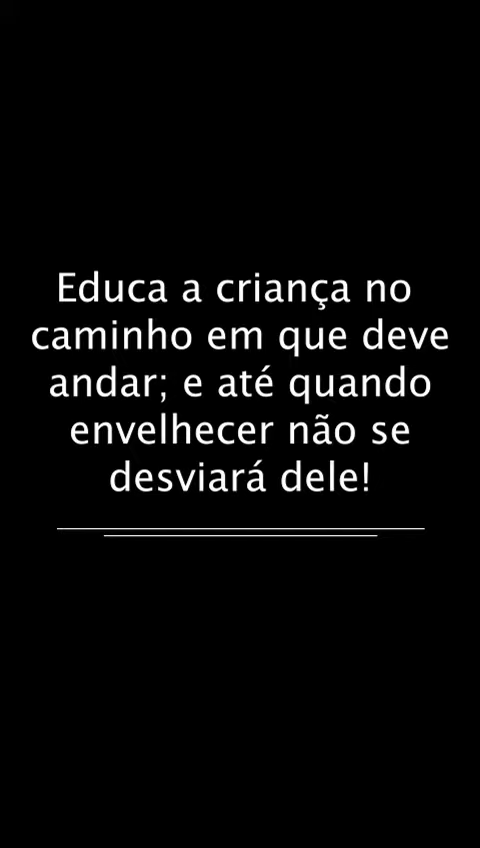 Educa a criança no
caminho em que deve
andar; e até quando
envelhecer não se
desviará dele!